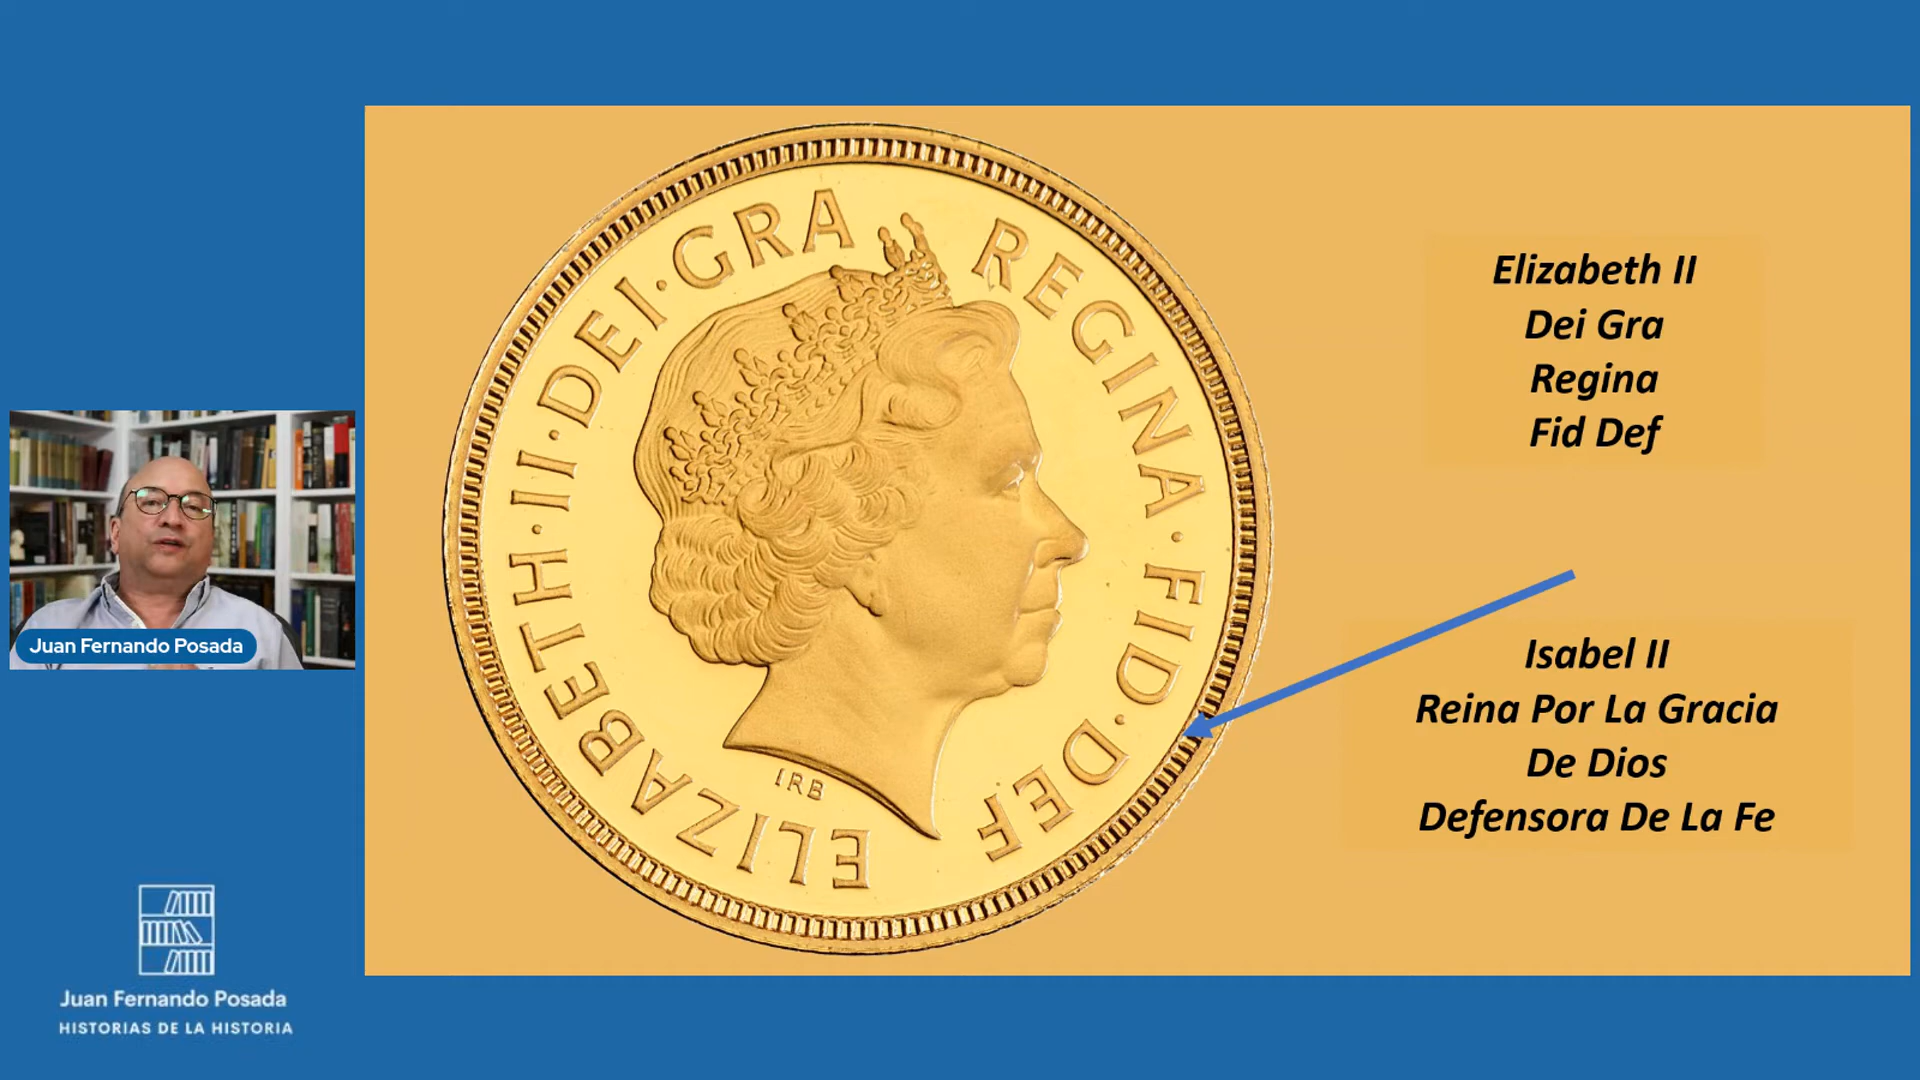 ELIZABETH·II·DEI·GRA REGINA·FID·DEF
IRB
Elizabeth II
Dei Gra
Regina
Fid Def
Isabel II
Reina Por La Gracia
De Dios
Defensora De La Fe
Juan Fernando Posada
Juan Fernando Posada
HISTORIAS DE LA HISTORIA